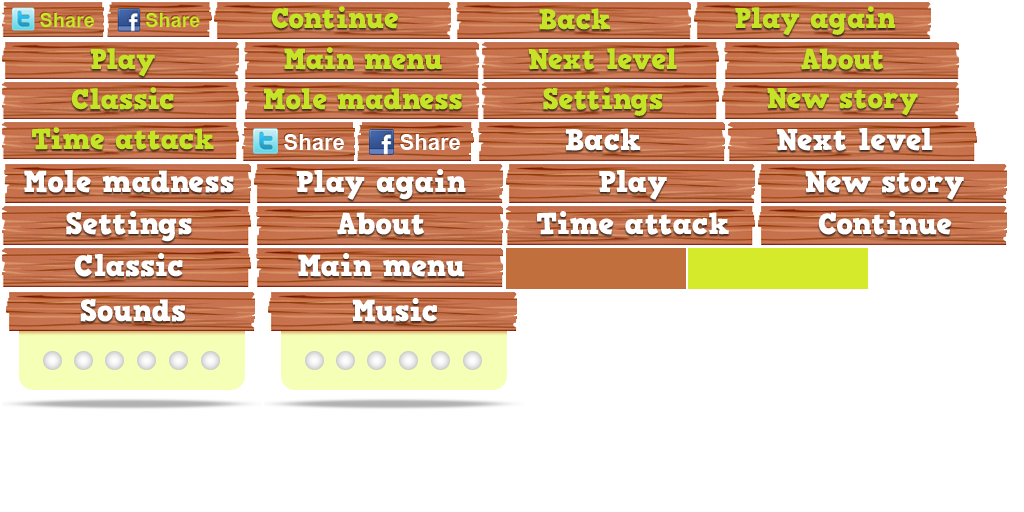 Share Share Continue Back Play again
Play Main menu Next level About
Classic Mole madness Settings New story
Time attack Share Share Back Next level
Mole madness Play again Play New story
Settings About Time attack Continue
Classic Main menu
Sounds Music